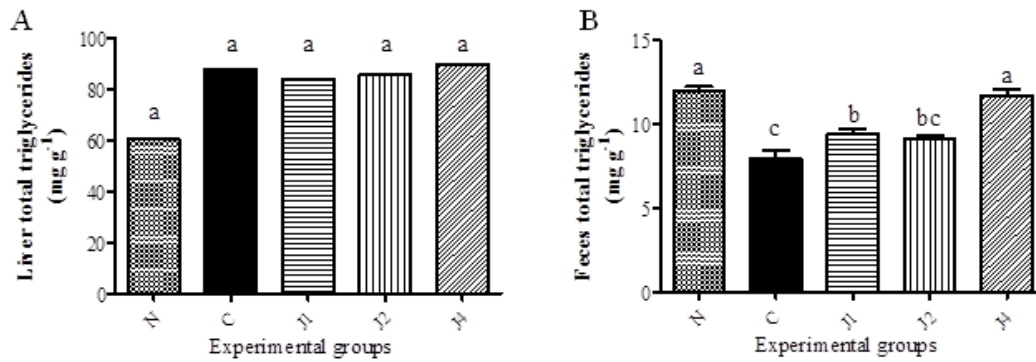 A
Liver total triglycerides
(mg g-1)
100
80
60
40
20
0
a
a
a
a
a
N
C
J1
J2
J4
Experimental groups
B
Feces total triglycerides
(mg g-1)
15
10
5
0
a
c
b
bc
a
N
C
J1
J2
J4
Experimental groups